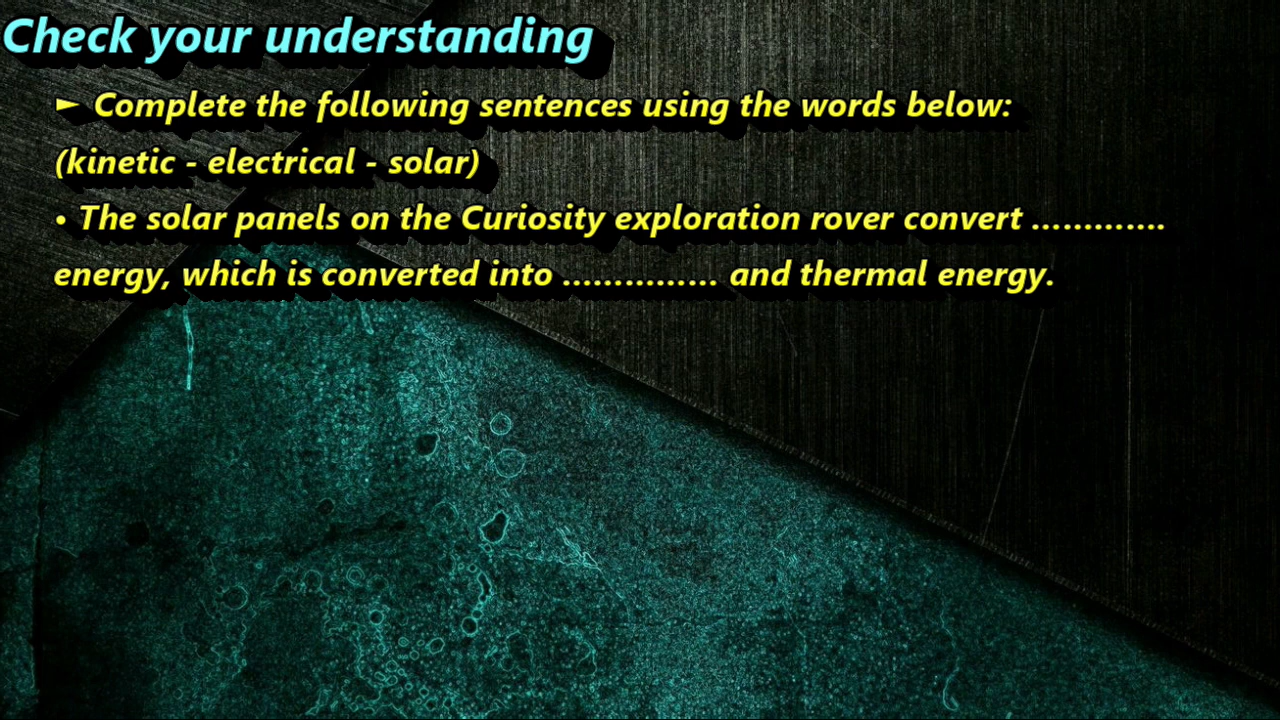 Check your understanding
► Complete the following sentences using the words below:
(kinetic - electrical - solar)
• The solar panels on the Curiosity exploration rover convert .............
energy, which is converted into ............... and thermal energy.